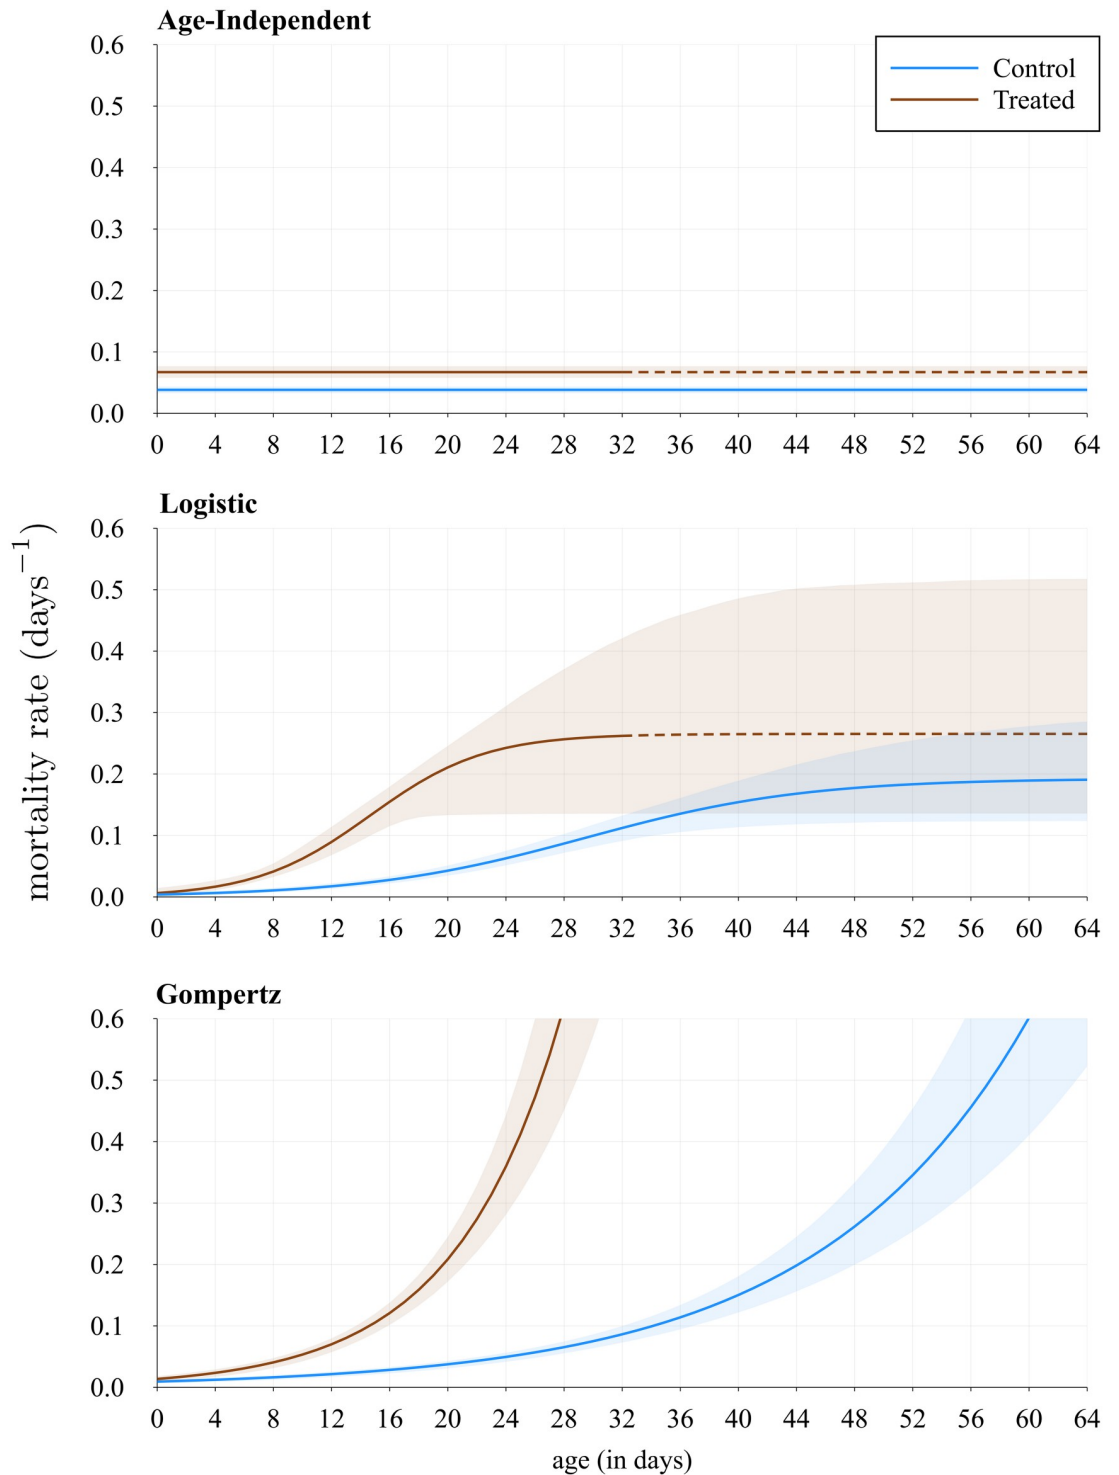 Age-Independent
0.6
0.5
0.4
0.3
0.2
0.1
0.0
Control
Treated
0 4 8 12 16 20 24 28 32 36 40 44 48 52 56 60 64
Logistic
0.6
0.5
0.4
0.3
0.2
0.1
0.0
mortality rate (days⁻¹)
0 4 8 12 16 20 24 28 32 36 40 44 48 52 56 60 64
Gompertz
0.6
0.5
0.4
0.3
0.2
0.1
0.0
0 4 8 12 16 20 24 28 32 36 40 44 48 52 56 60 64
age (in days)